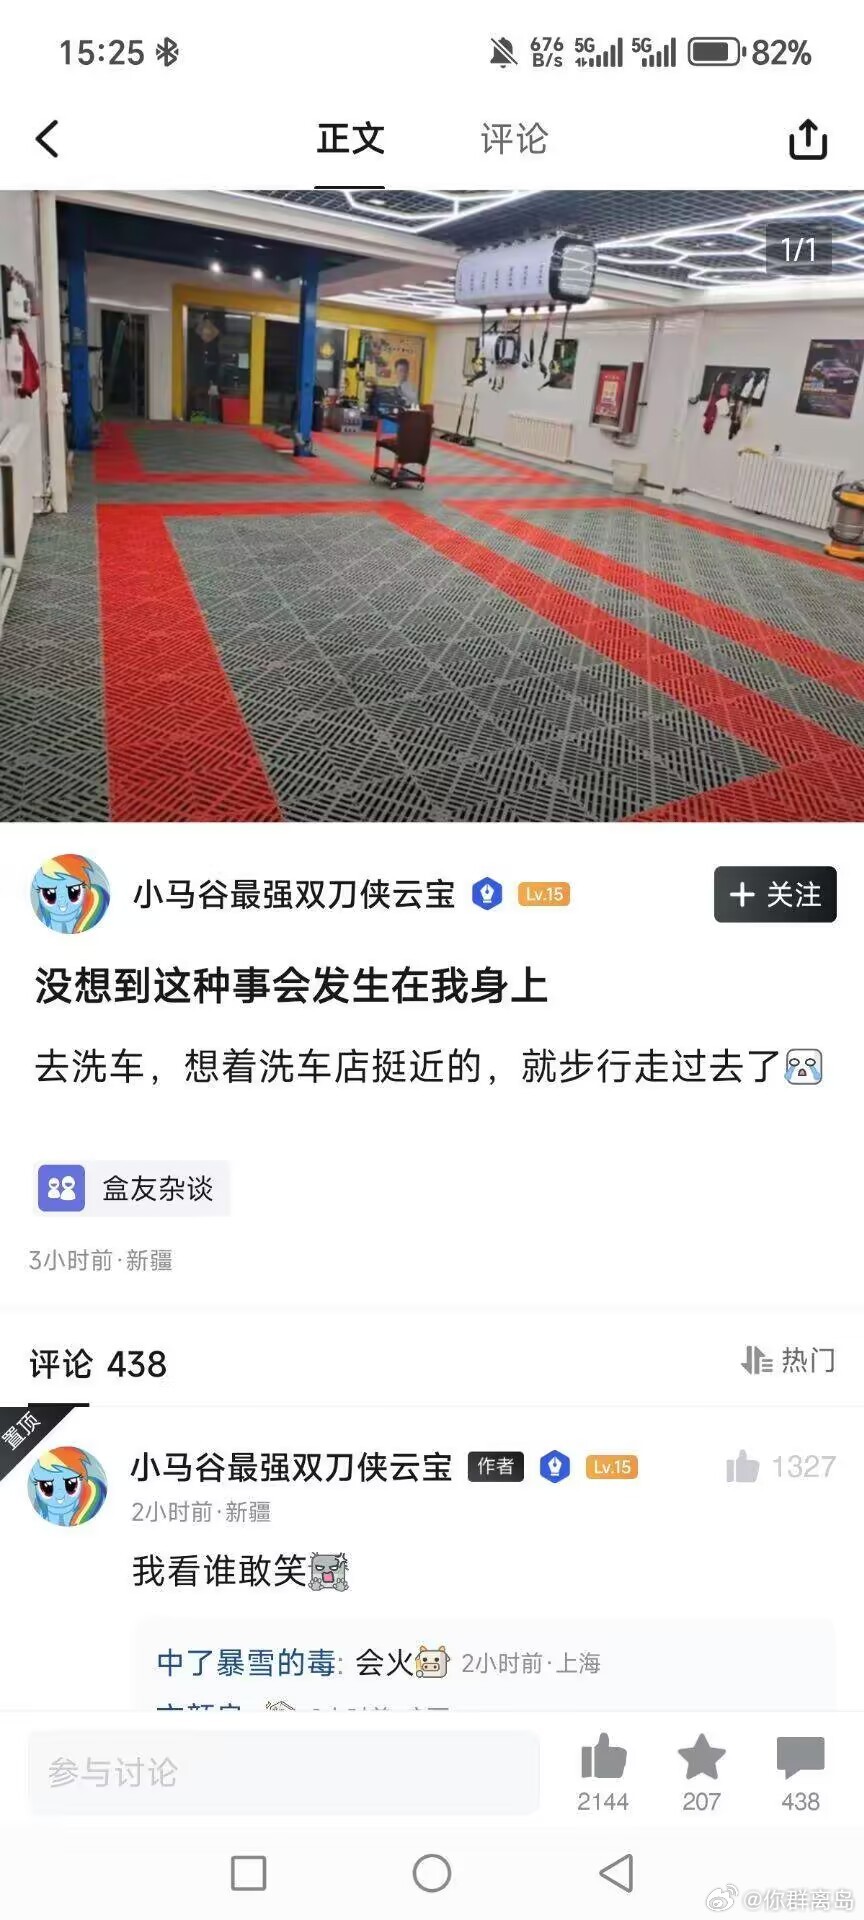 15:25
676 B/s 5G 5G 82%
正文 评论
1/1
小马谷最强双刀侠云宝 Lv.15 + 关注
没想到这种事会发生在我身上
去洗车，想着洗车店挺近的，就步行走过去了
盒友杂谈
3小时前·新疆
评论 438 热门
置顶
小马谷最强双刀侠云宝 作者 Lv.15 1327
2小时前·新疆
我看谁敢笑
中了暴雪的毒: 会火 2小时前·上海
参与讨论
2144 207 438
@你群离岛